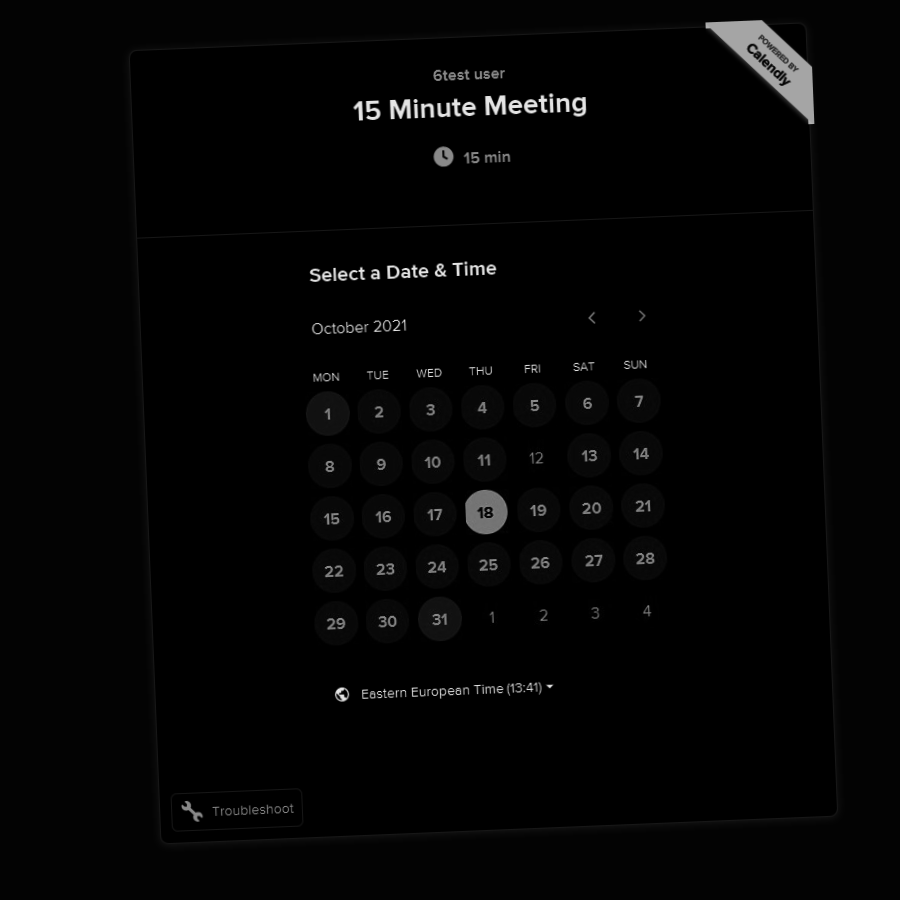 POWERED BY
Calendly
6test user
15 Minute Meeting
15 min
Select a Date & Time
October 2021
MON TUE WED THU FRI SAT SUN
1 2 3 4 5 6 7
8 9 10 11 12 13 14
15 16 17 18 19 20 21
22 23 24 25 26 27 28
29 30 31 1 2 3 4
Eastern European Time (13:41)
Troubleshoot